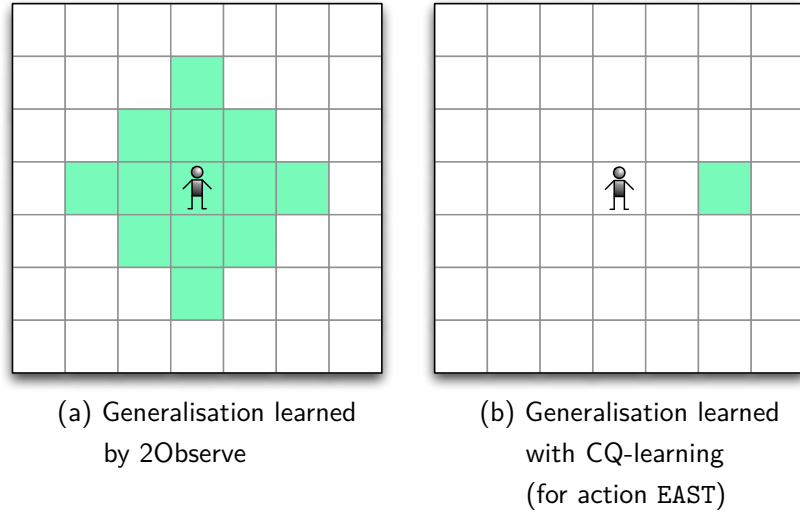 (a) Generalisation learned
by 2Observe
(b) Generalisation learned
with CQ-learning
(for action EAST)